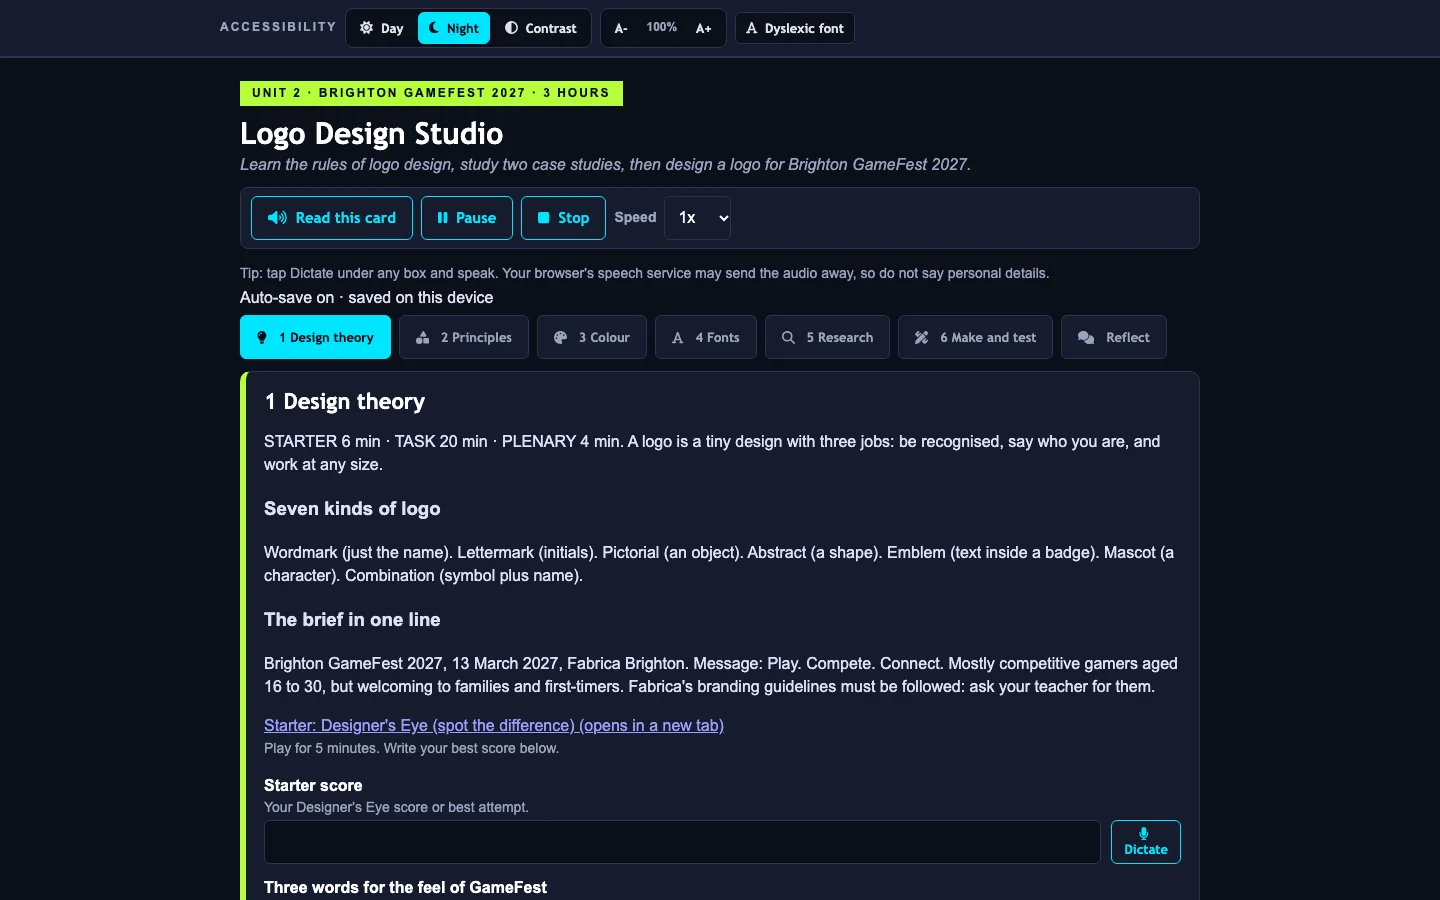 ACCESSIBILITY Day Night Contrast A- 100% A+ Dyslexic font
UNIT 2 · BRIGHTON GAMEFEST 2027 · 3 HOURS
Logo Design Studio
Learn the rules of logo design, study two case studies, then design a logo for Brighton GameFest 2027.
Read this card Pause Stop Speed 1x
Tip: tap Dictate under any box and speak. Your browser's speech service may send the audio away, so do not say personal details.
Auto-save on · saved on this device
1 Design theory 2 Principles 3 Colour A 4 Fonts 5 Research 6 Make and test Reflect
1 Design theory
STARTER 6 min · TASK 20 min · PLENARY 4 min. A logo is a tiny design with three jobs: be recognised, say who you are, and
work at any size.
Seven kinds of logo
Wordmark (just the name). Lettermark (initials). Pictorial (an object). Abstract (a shape). Emblem (text inside a badge). Mascot (a
character). Combination (symbol plus name).
The brief in one line
Brighton GameFest 2027, 13 March 2027, Fabrica Brighton. Message: Play. Compete. Connect. Mostly competitive gamers aged
16 to 30, but welcoming to families and first-timers. Fabrica's branding guidelines must be followed: ask your teacher for them.
Starter: Designer's Eye (spot the difference) (opens in a new tab)
Play for 5 minutes. Write your best score below.
Starter score
Your Designer's Eye score or best attempt.
Dictate
Three words for the feel of GameFest